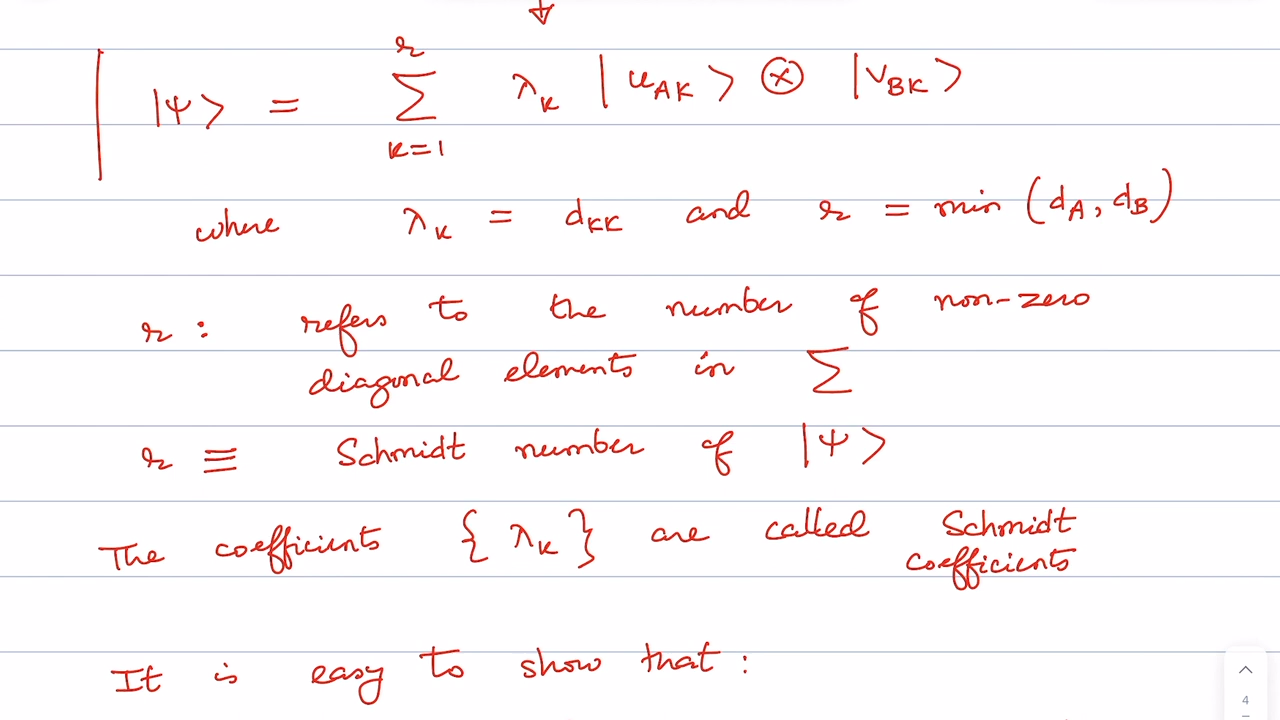 |ψ> = Σ_{k=1}^{r} λ_k |u_{AK}> ⊗ |v_{BK}>
where λ_k = d_{KK} and r = min (d_A, d_B)
r : refers to the number of non-zero
diagonal elements in Σ
r ≡ Schmidt number of |ψ>
The coefficients {λ_k} are called Schmidt
coefficients
It is easy to show that :
4